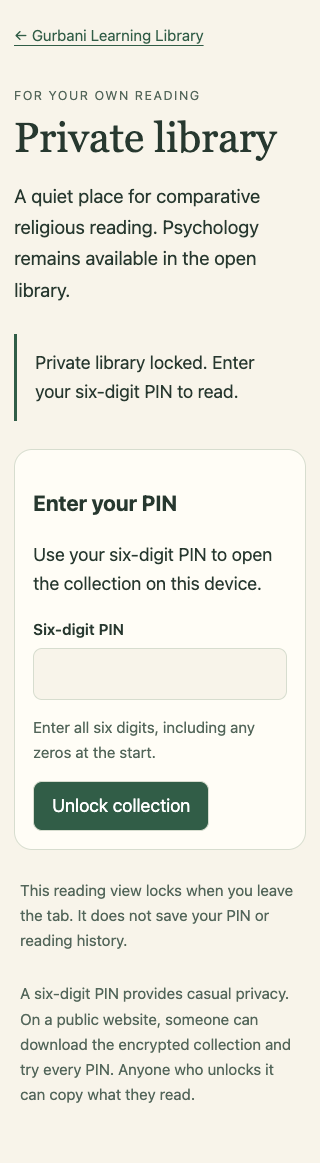 ← Gurbani Learning Library
FOR YOUR OWN READING
Private library
A quiet place for comparative
religious reading. Psychology
remains available in the open
library.
Private library locked. Enter
your six-digit PIN to read.
Enter your PIN
Use your six-digit PIN to open
the collection on this device.
Six-digit PIN
Enter all six digits, including any
zeros at the start.
Unlock collection
This reading view locks when you leave
the tab. It does not save your PIN or
reading history.
A six-digit PIN provides casual privacy.
On a public website, someone can
download the encrypted collection and
try every PIN. Anyone who unlocks it
can copy what they read.